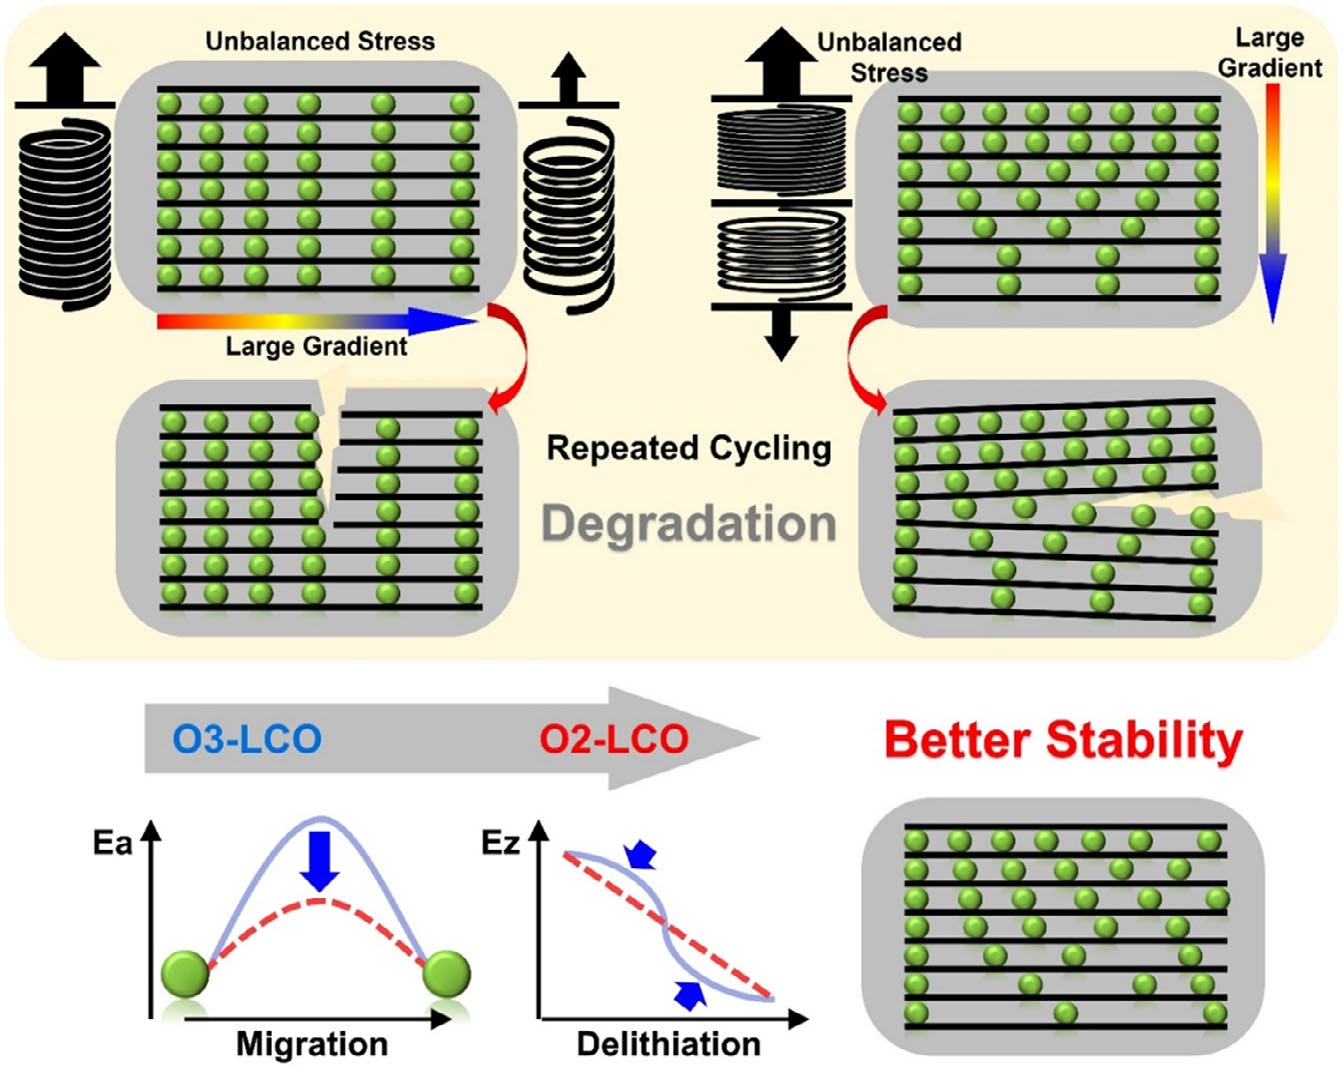 Unbalanced Stress
Unbalanced
Stress
Large
Gradient
Large Gradient
Repeated Cycling
Degradation
O3-LCO
O2-LCO
Better Stability
Ea
Migration
Ez
Delithiation